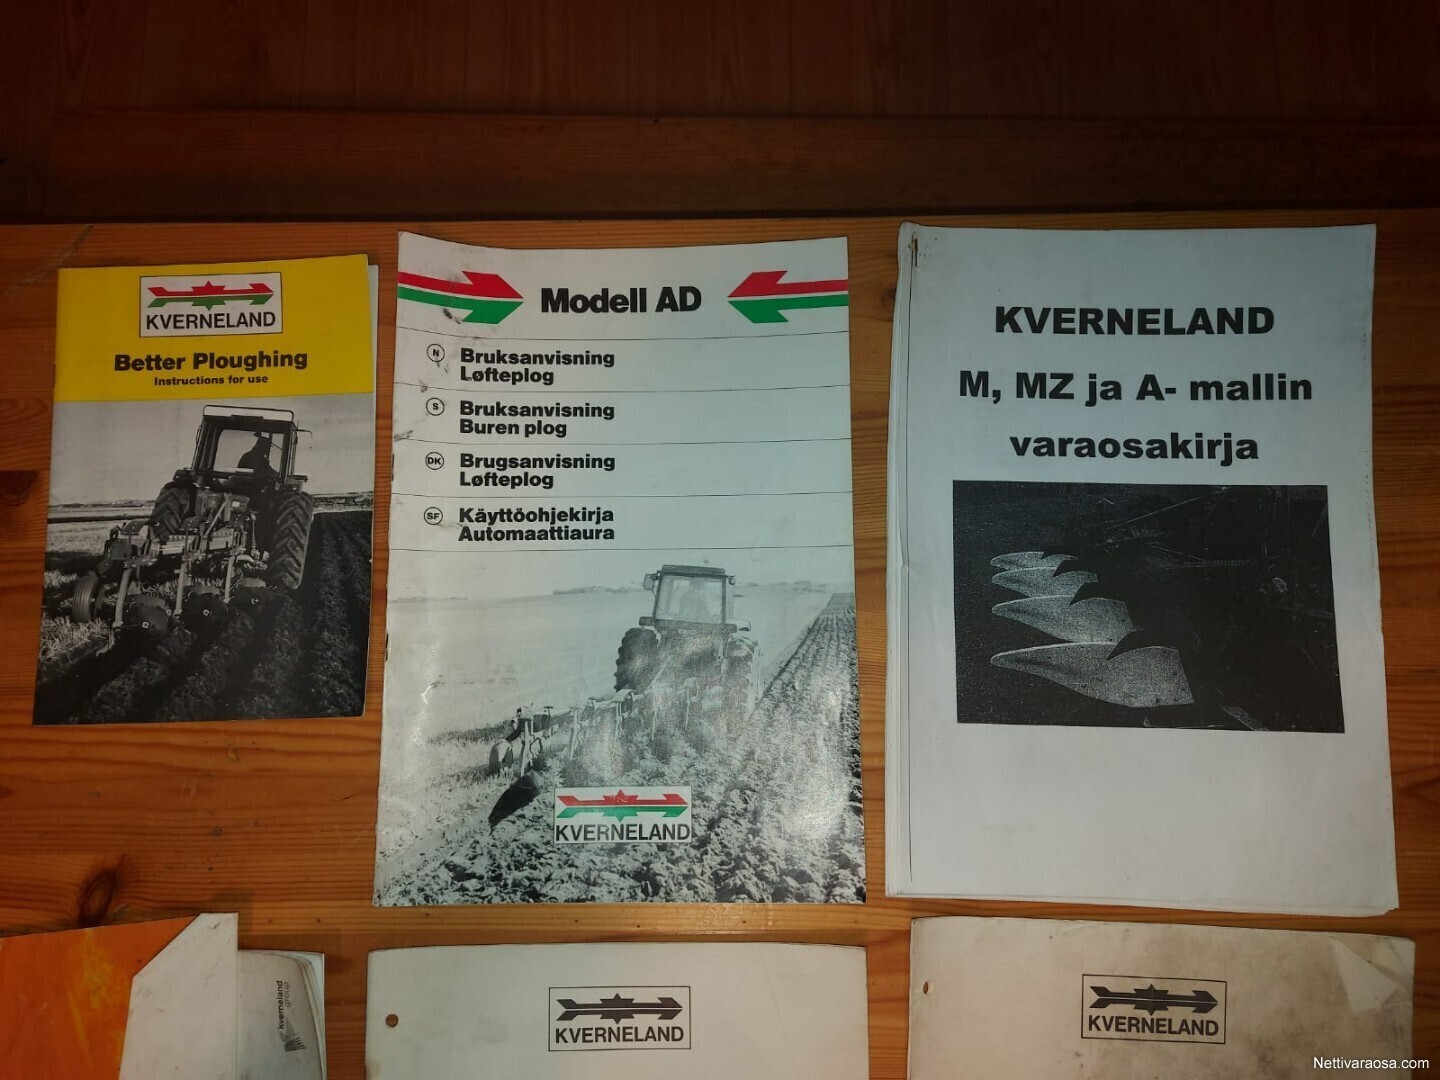 KVERNELAND
Better Ploughing
Instructions for use
Modell AD
N Bruksanvisning
Løfteplog
S Bruksanvisning
Buren plog
DK Brugsanvisning
Løfteplog
SF Käyttöohjekirja
Automaattiaura
KVERNELAND
KVERNELAND
M, MZ ja A- mallin
varaosakirja
kverneland
group
KVERNELAND
KVERNELAND
Nettivaraosa.com